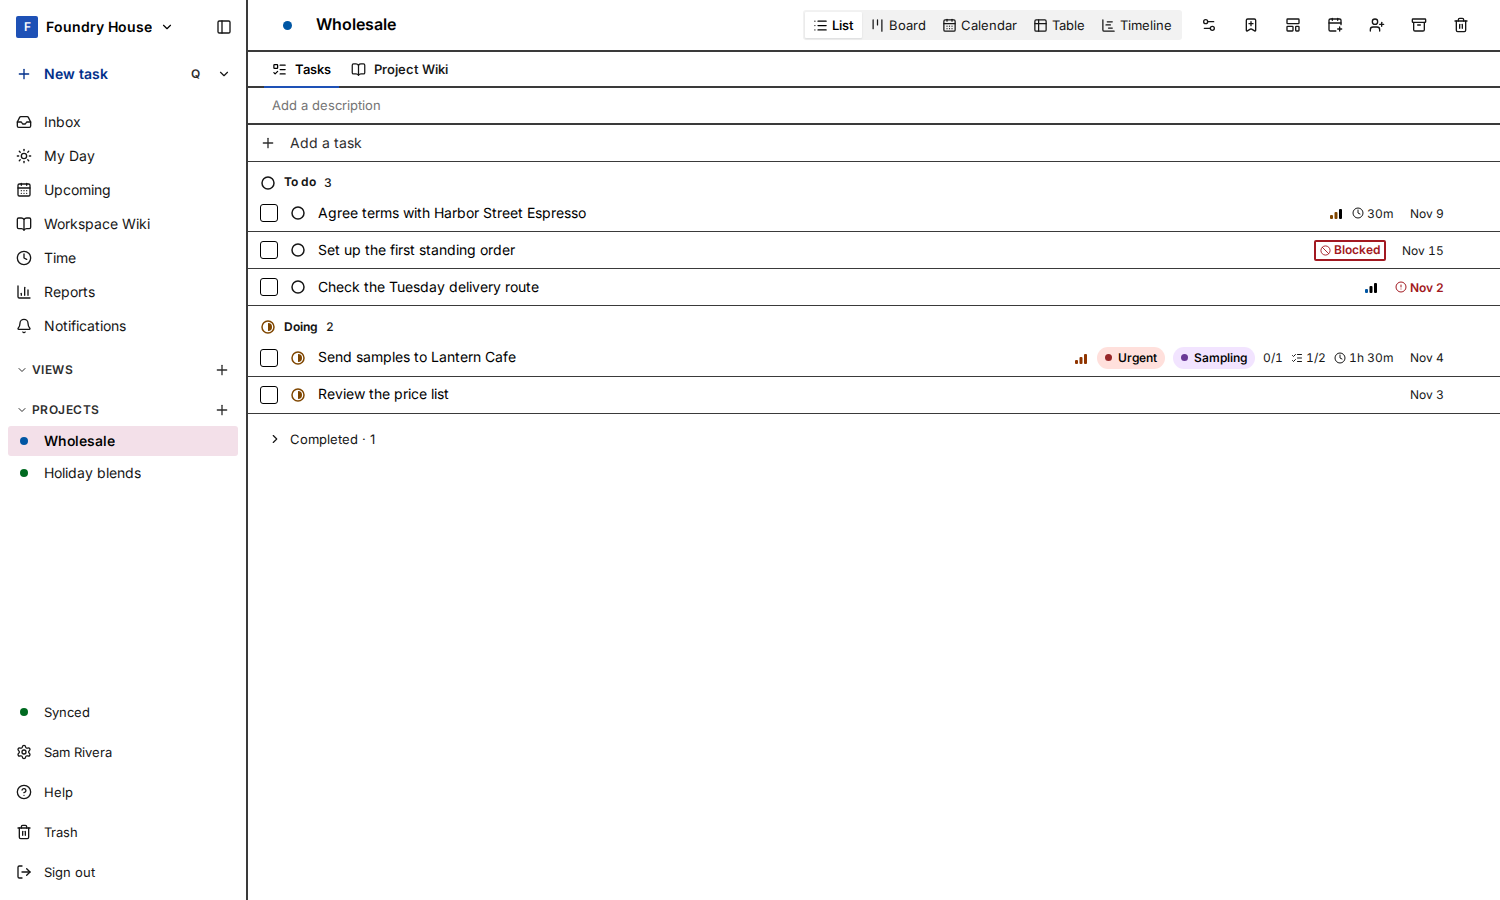 F Foundry House
New task Q
Inbox
My Day
Upcoming
Workspace Wiki
Time
Reports
Notifications
VIEWS
PROJECTS
Wholesale
Holiday blends
Synced
Sam Rivera
Help
Trash
Sign out
Wholesale
List Board Calendar Table Timeline
Tasks Project Wiki
Add a description
Add a task
To do 3
Agree terms with Harbor Street Espresso 30m Nov 9
Set up the first standing order Blocked Nov 15
Check the Tuesday delivery route Nov 2
Doing 2
Send samples to Lantern Cafe Urgent Sampling 0/1 1/2 1h 30m Nov 4
Review the price list Nov 3
Completed · 1